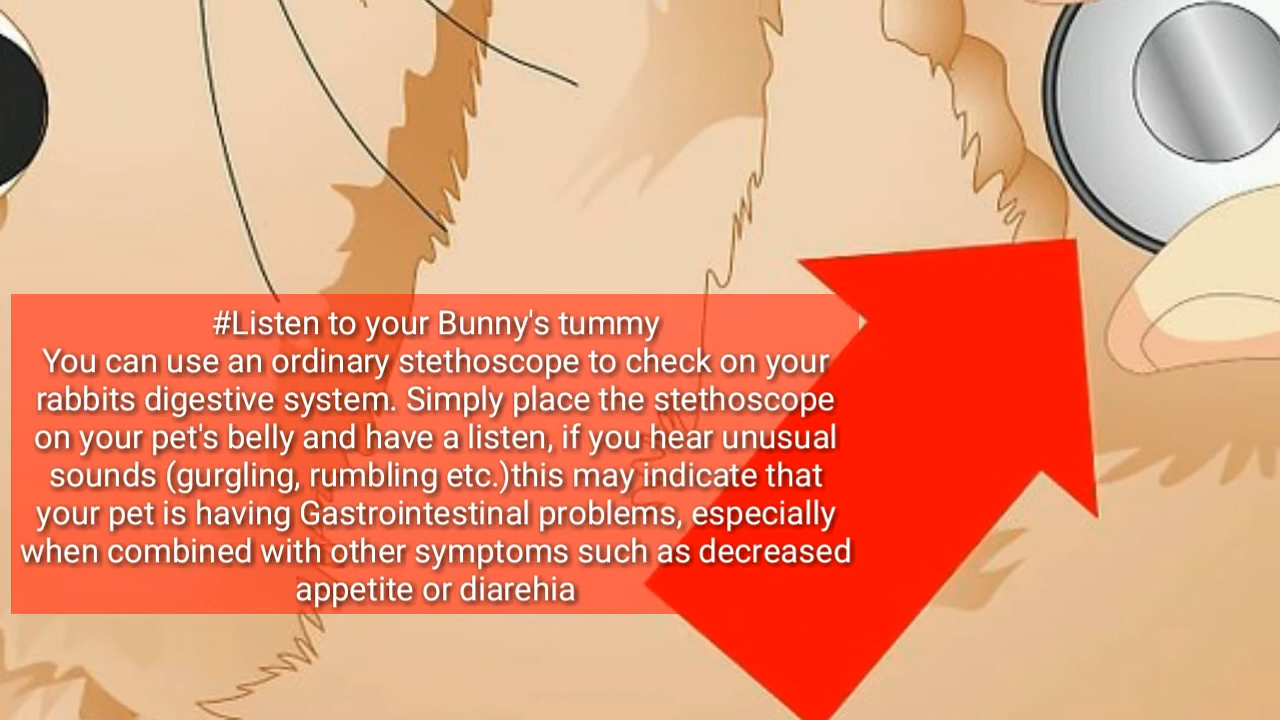 #Listen to your Bunny's tummy
You can use an ordinary stethoscope to check on your
rabbits digestive system. Simply place the stethoscope
on your pet's belly and have a listen, if you hear unusual
sounds (gurgling, rumbling etc.)this may indicate that
your pet is having Gastrointestinal problems, especially
when combined with other symptoms such as decreased
appetite or diarehia